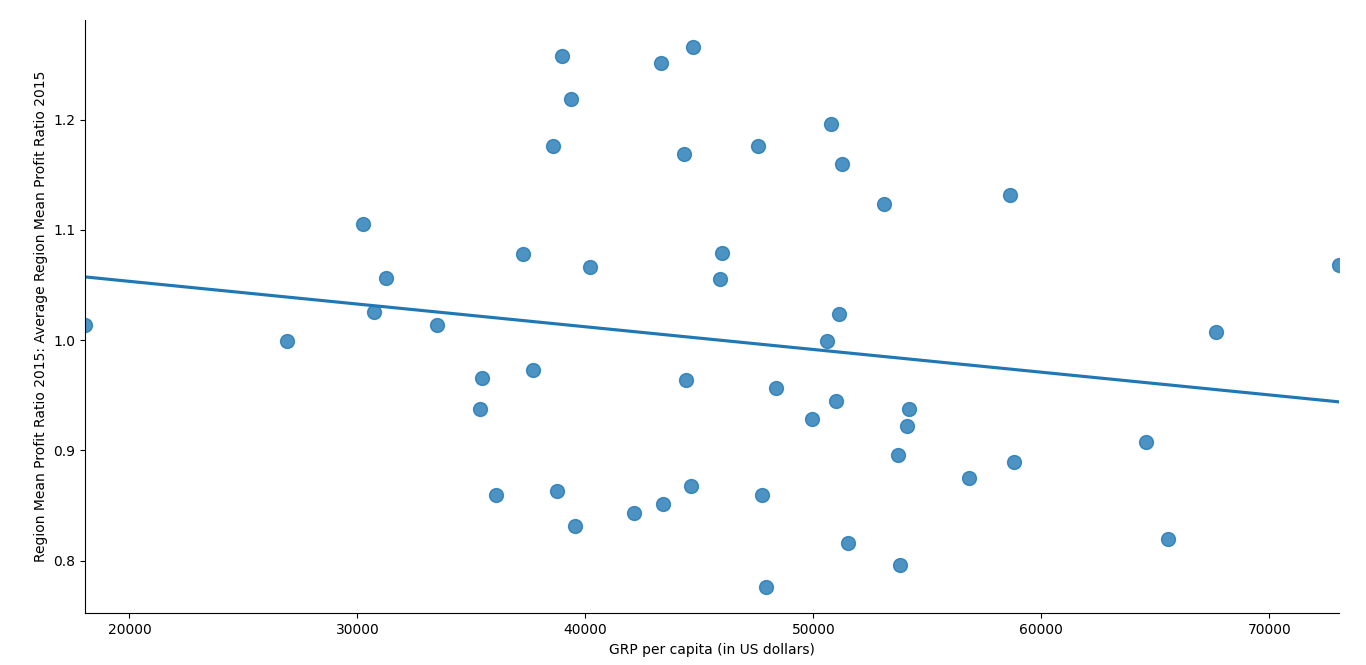 Region Mean Profit Ratio 2015: Average Region Mean Profit Ratio 2015
1.2
1.1
1.0
0.9
0.8
20000 30000 40000 50000 60000 70000
GRP per capita (in US dollars)